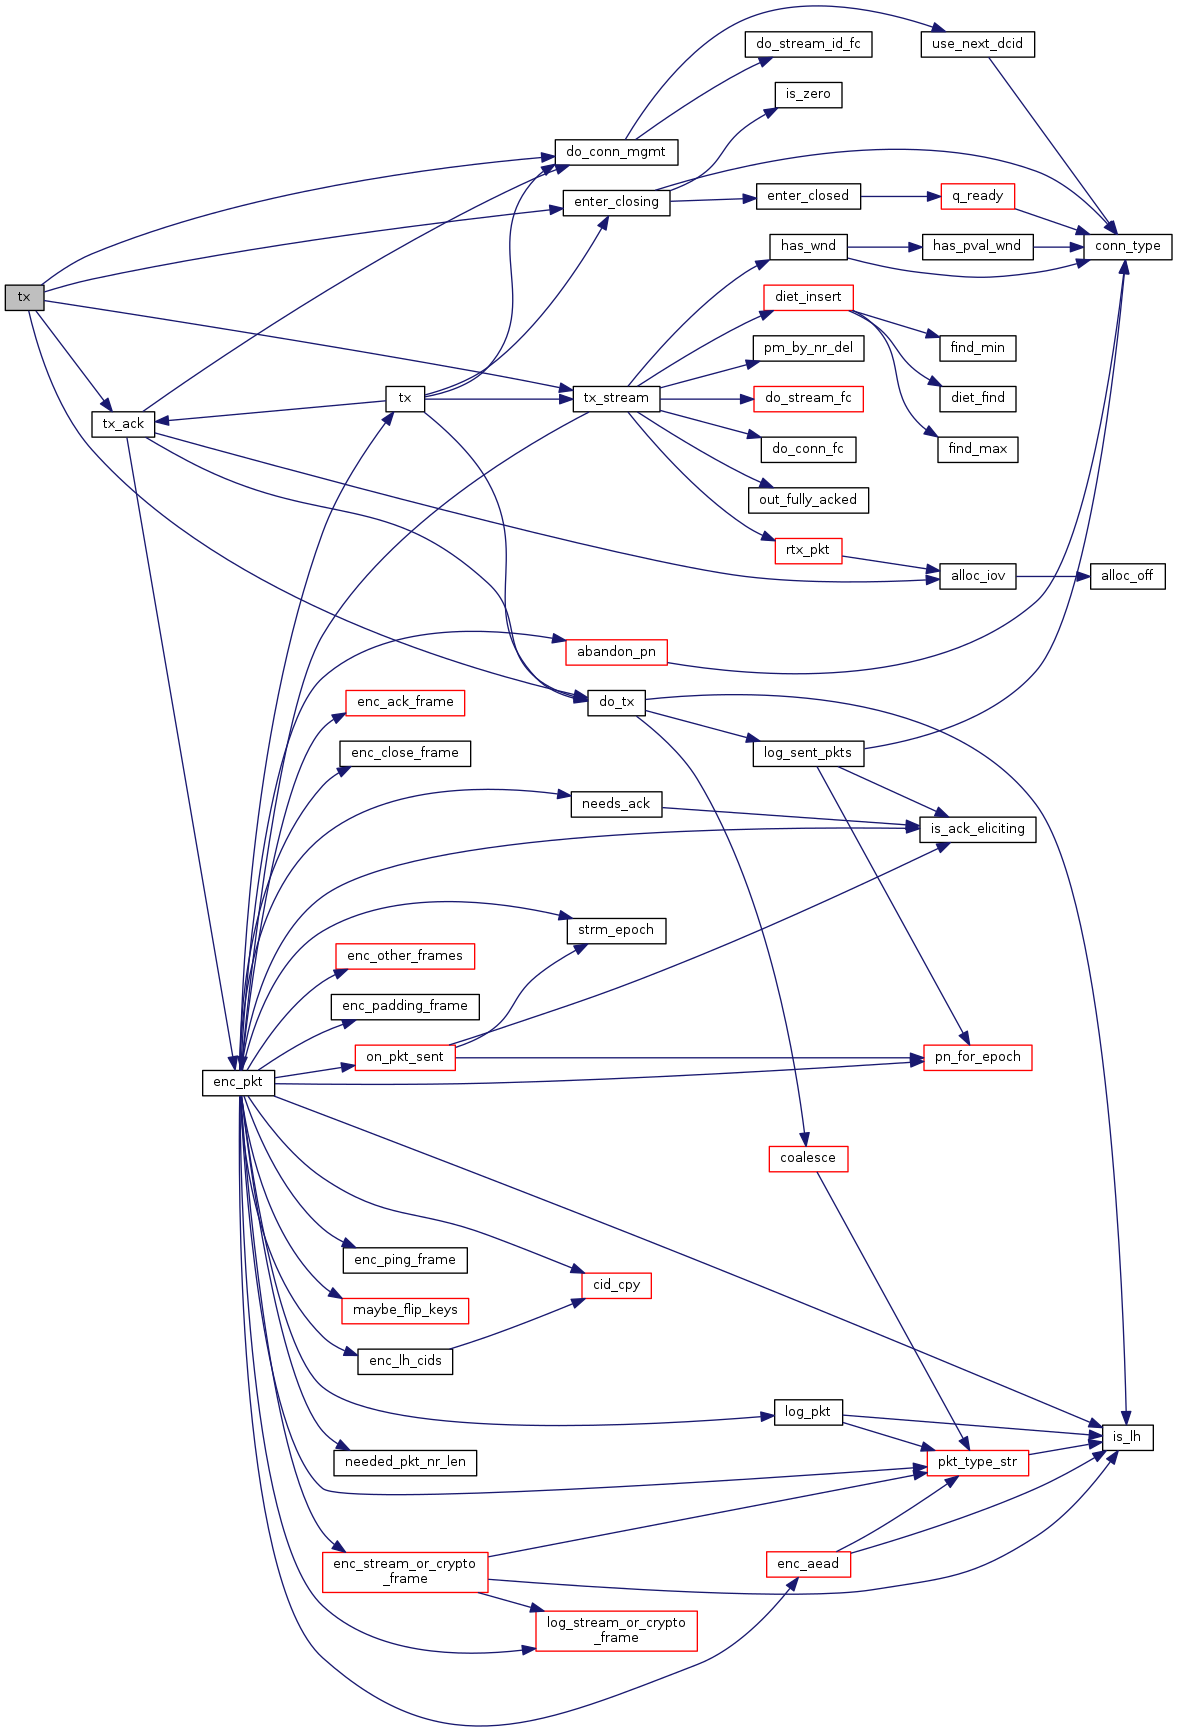 do_stream_id_fc
use_next_dcid
is_zero
do_conn_mgmt
enter_closing
enter_closed
q_ready
has_wnd
has_pval_wnd
conn_type
tx
diet_insert
find_min
pm_by_nr_del
tx
tx_stream
do_stream_fc
diet_find
tx_ack
do_conn_fc
find_max
out_fully_acked
rtx_pkt
alloc_iov
alloc_off
abandon_pn
enc_ack_frame
do_tx
enc_close_frame
log_sent_pkts
needs_ack
is_ack_eliciting
strm_epoch
enc_other_frames
enc_padding_frame
on_pkt_sent
pn_for_epoch
enc_pkt
coalesce
enc_ping_frame
cid_cpy
maybe_flip_keys
enc_lh_cids
log_pkt
is_lh
needed_pkt_nr_len
pkt_type_str
enc_stream_or_crypto
_frame
enc_aead
log_stream_or_crypto
_frame